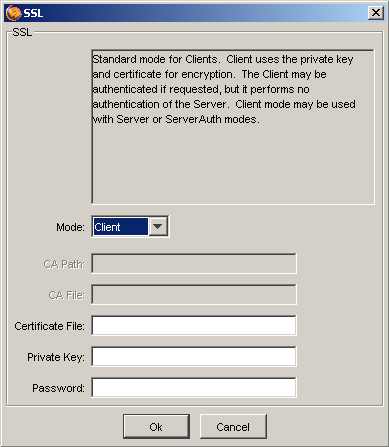 SSL
SSL
Standard mode for Clients. Client uses the private key
and certificate for encryption. The Client may be
authenticated if requested, but it performs no
authentication of the Server. Client mode may be used
with Server or ServerAuth modes.
Mode: Client
CA Path:
CA File:
Certificate File:
Private Key:
Password:
Ok Cancel